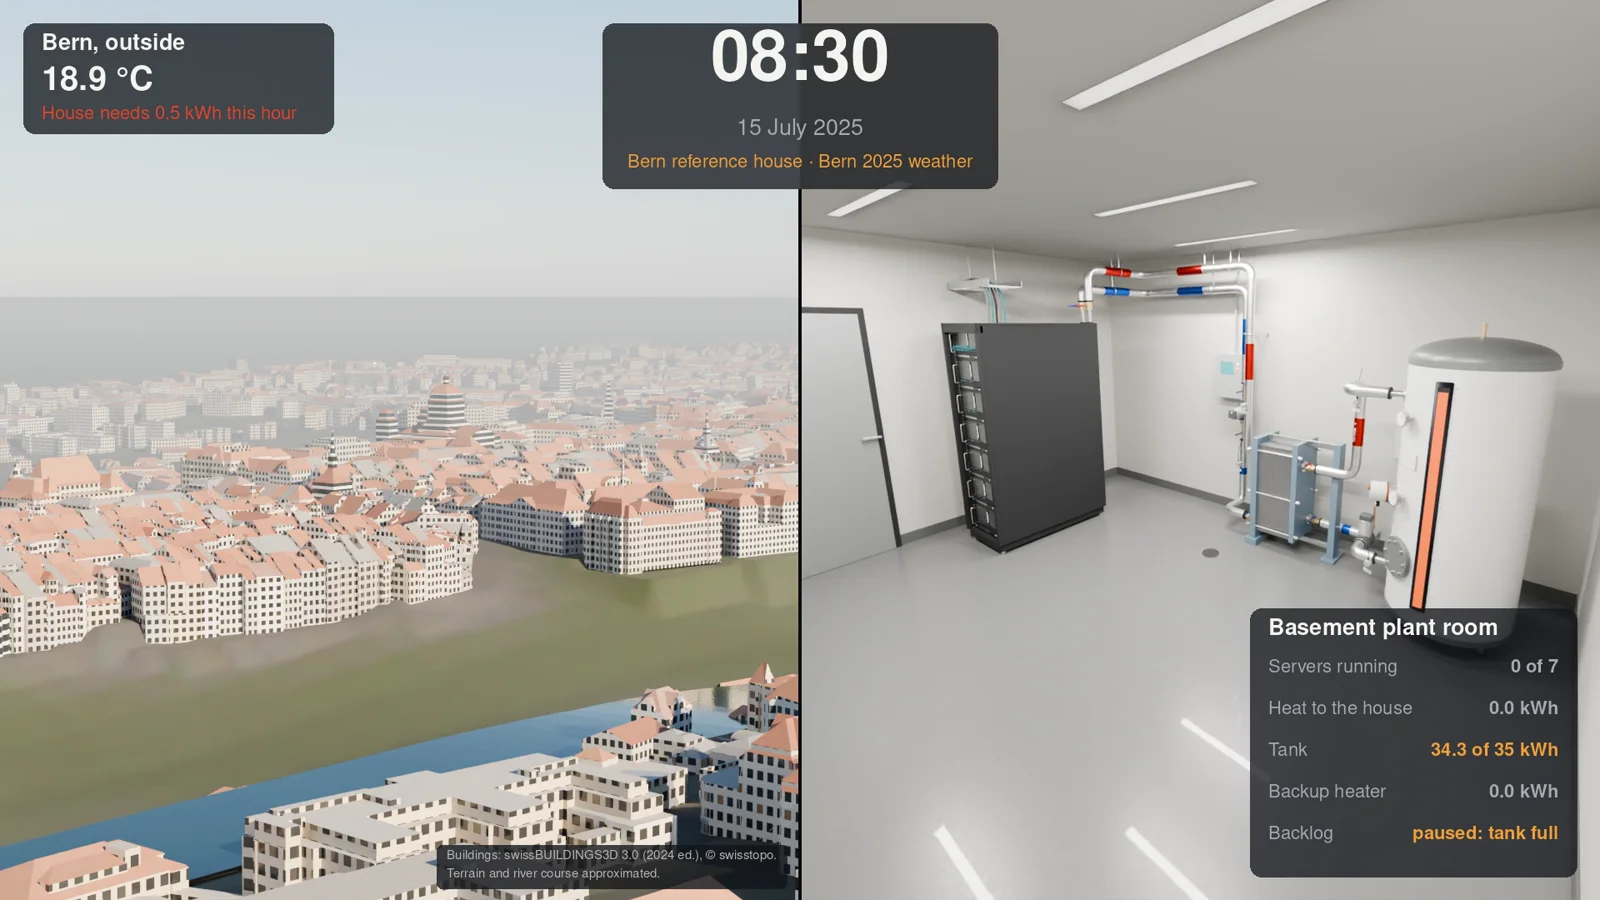 Bern, outside
18.9 °C
House needs 0.5 kWh this hour
08:30
15 July 2025
Bern reference house · Bern 2025 weather
Basement plant room
Servers running 0 of 7
Heat to the house 0.0 kWh
Tank 34.3 of 35 kWh
Backup heater 0.0 kWh
Backlog paused: tank full
Buildings: swissBUILDINGS3D 3.0 (2024 ed.), © swisstopo.
Terrain and river course approximated.